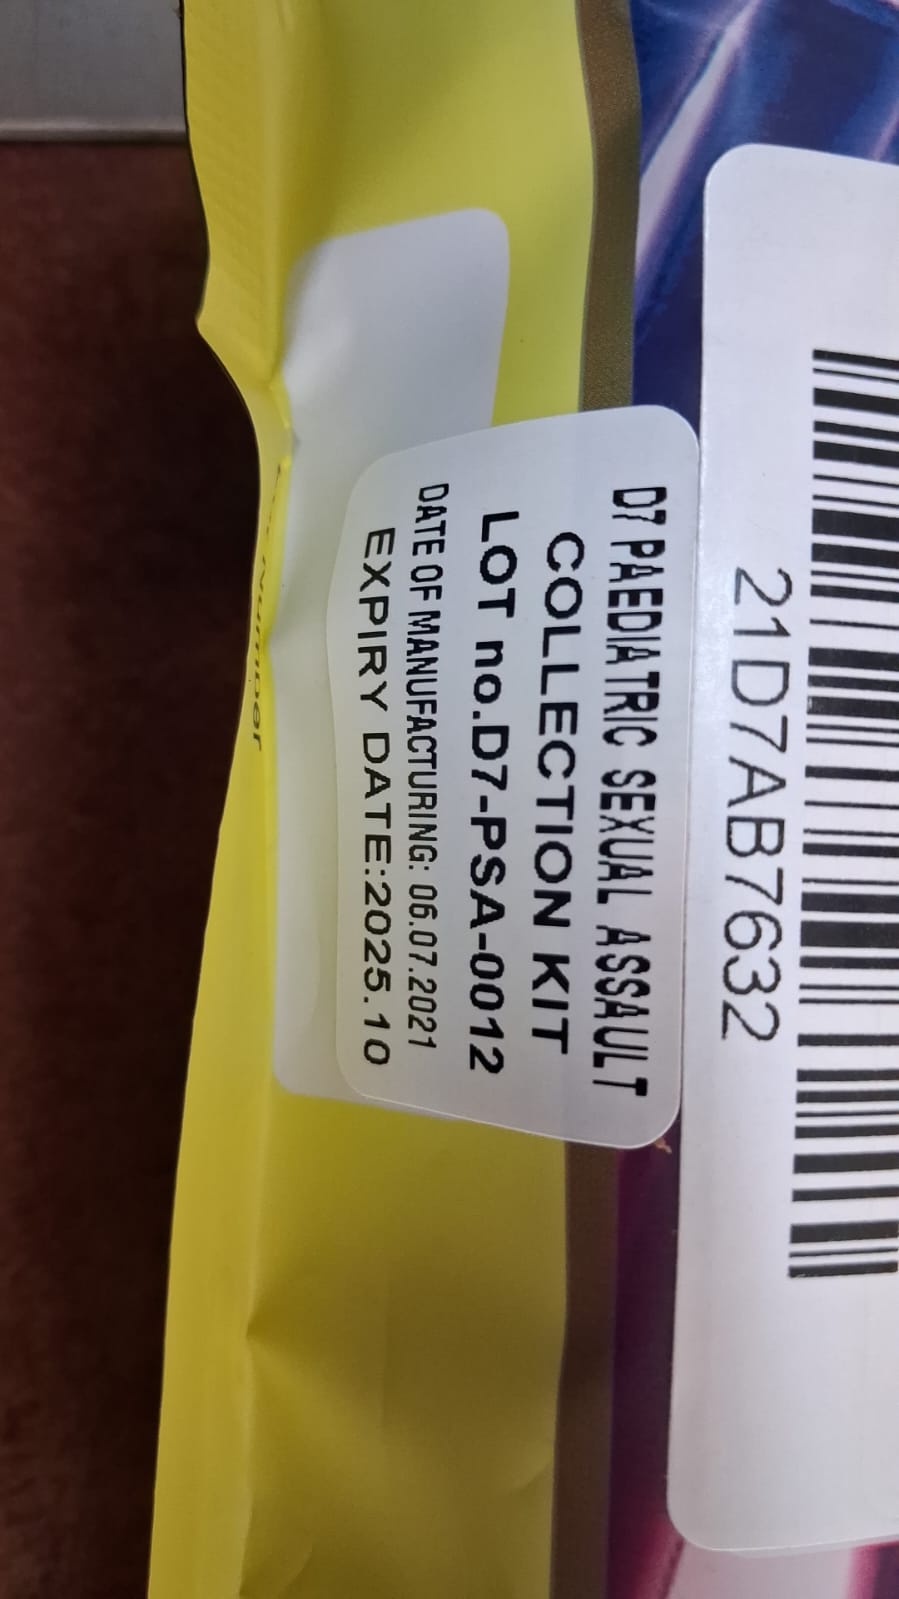 21D7AB7632
D7 PAEDIATRIC SEXUAL ASSAULT
COLLECTION KIT
LOT no.D7-PSA-0012
DATE OF MANUFACTURING: 06.07.2021
EXPIRY DATE:2025.10
Number